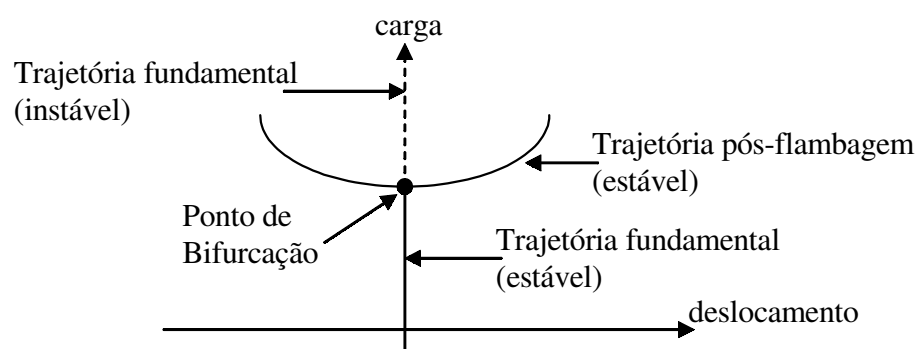 carga
Trajetória fundamental
(instável)
Trajetória pós-flambagem
(estável)
Ponto de
Bifurcação
Trajetória fundamental
(estável)
deslocamento